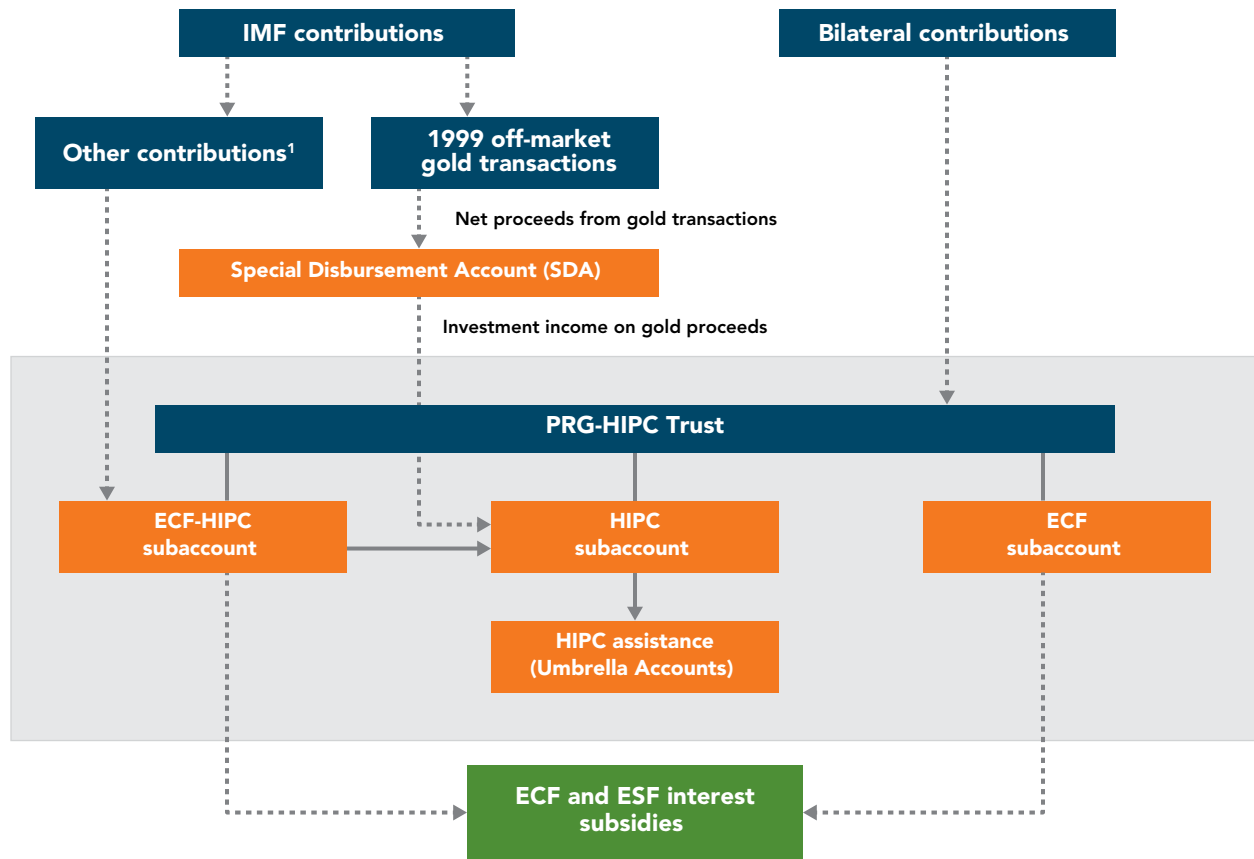 IMF contributions
Bilateral contributions
Other contributions¹
1999 off-market
gold transactions
Net proceeds from gold transactions
Special Disbursement Account (SDA)
Investment income on gold proceeds
PRG-HIPC Trust
ECF-HIPC
subaccount
HIPC
subaccount
ECF
subaccount
HIPC assistance
(Umbrella Accounts)
ECF and ESF interest
subsidies